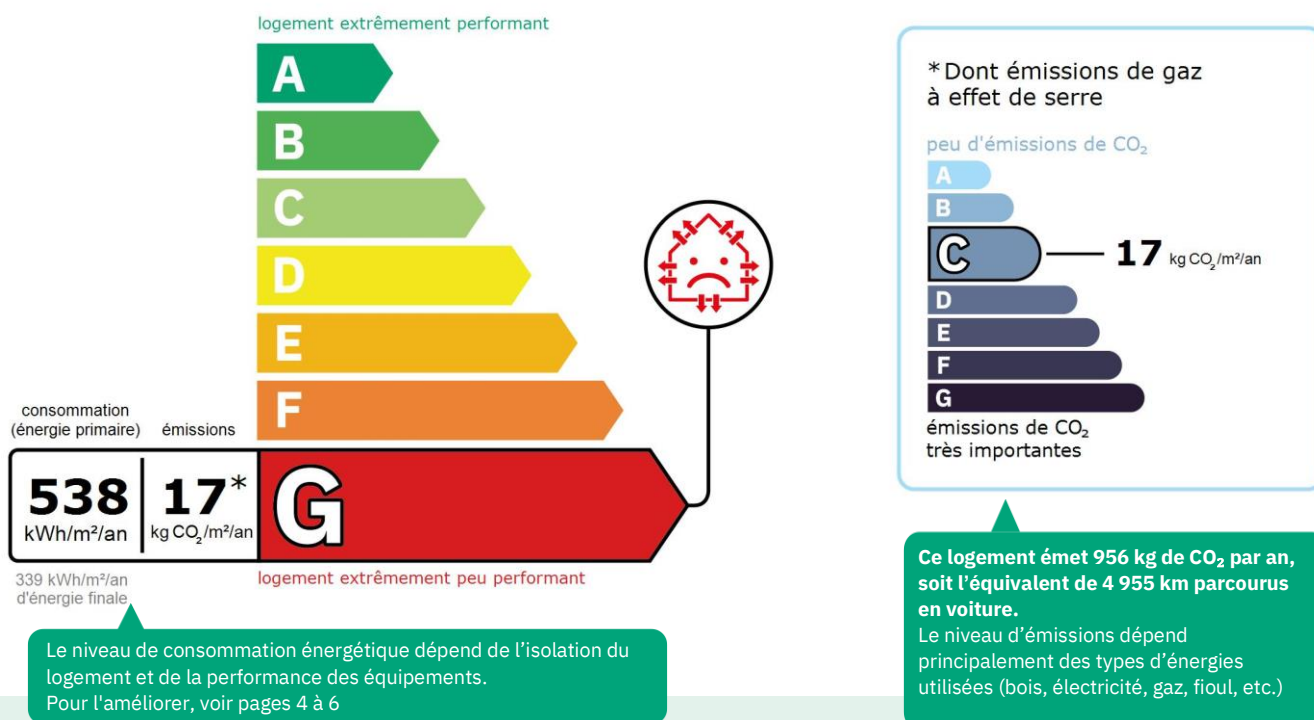 logement extrêmement performant
A
B
C
D
E
F
consommation
(énergie primaire)
émissions
538
kWh/m²/an
17*
kg CO₂/m²/an
G
339 kWh/m²/an
d'énergie finale
logement extrêmement peu performant
Le niveau de consommation énergétique dépend de l’isolation du
logement et de la performance des équipements.
Pour l'améliorer, voir pages 4 à 6
*Dont émissions de gaz
à effet de serre
peu d'émissions de CO₂
A
B
C
17 kg CO₂/m²/an
D
E
F
G
émissions de CO₂
très importantes
Ce logement émet 956 kg de CO₂ par an,
soit l’équivalent de 4 955 km parcourus
en voiture.
Le niveau d’émissions dépend
principalement des types d’énergies
utilisées (bois, électricité, gaz, fioul, etc.)